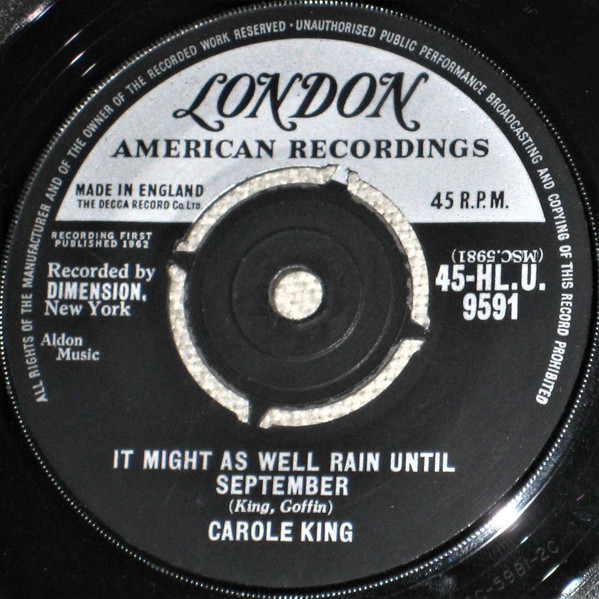 ALL RIGHTS OF THE MANUFACTURER AND OF THE OWNER OF THE RECORDED WORK RESERVED · UNAUTHORISED PUBLIC PERFORMANCE BROADCASTING AND COPYING OF THIS RECORD PROHIBITED
LONDON
AMERICAN RECORDINGS
MADE IN ENGLAND
THE DECCA RECORD Co. LTD.
45 R.P.M.
RECORDING FIRST
PUBLISHED 1962
(MSC.5981)
Recorded by
DIMENSION.
New York
45-HL.U.
9591
Aldon
Music
IT MIGHT AS WELL RAIN UNTIL
SEPTEMBER
(King, Goffin)
CAROLE KING
C-5981-2C